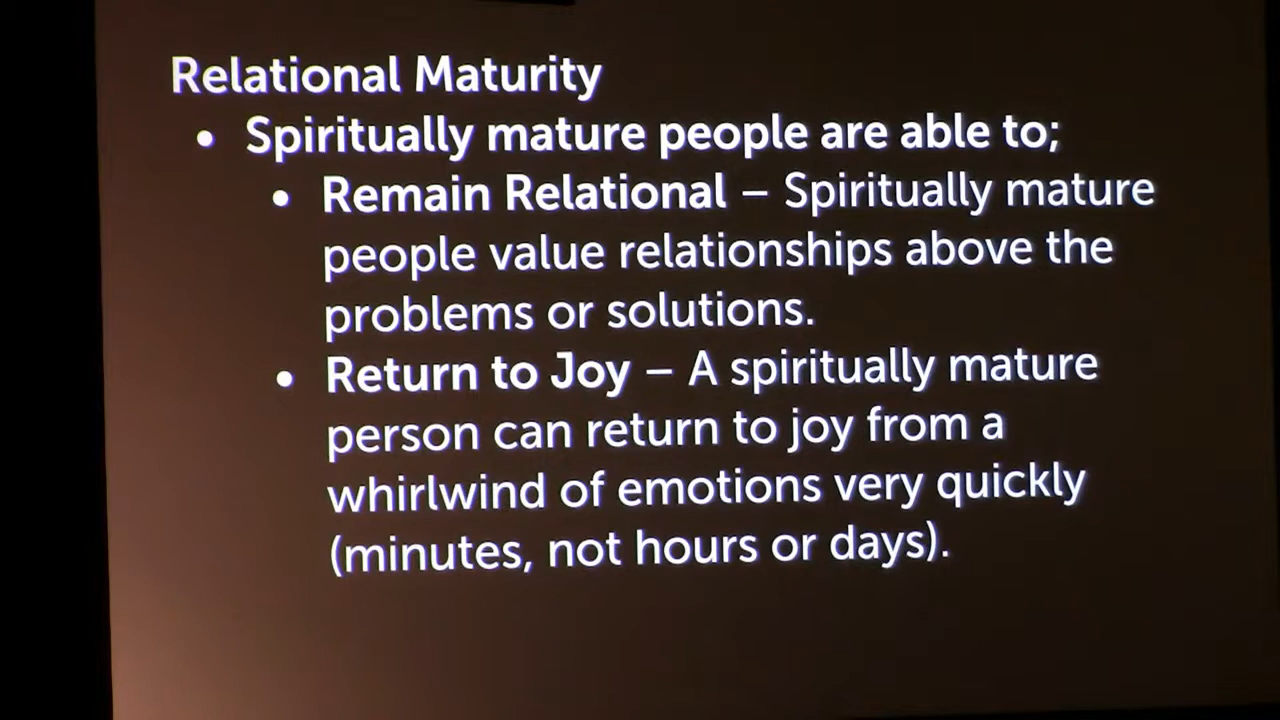 Relational Maturity
• Spiritually mature people are able to;
• Remain Relational – Spiritually mature
people value relationships above the
problems or solutions.
• Return to Joy – A spiritually mature
person can return to joy from a
whirlwind of emotions very quickly
(minutes, not hours or days).